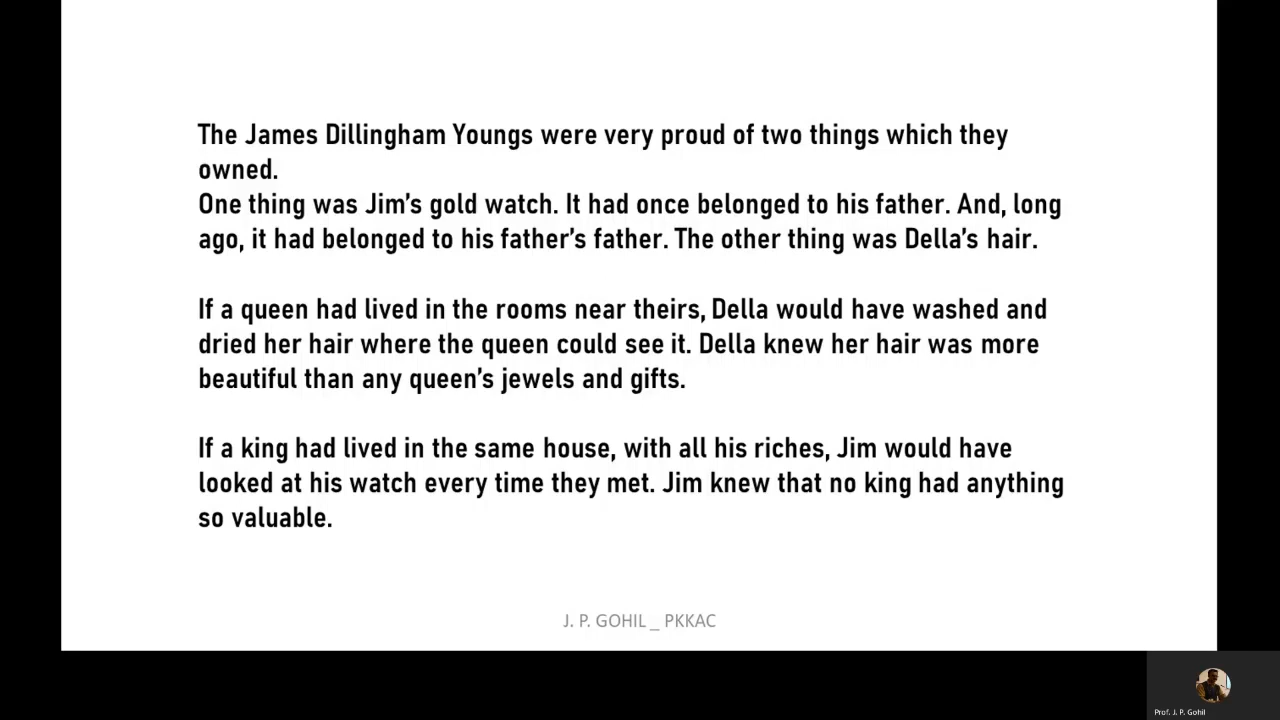 The James Dillingham Youngs were very proud of two things which they
owned.
One thing was Jim’s gold watch. It had once belonged to his father. And, long
ago, it had belonged to his father’s father. The other thing was Della’s hair.
If a queen had lived in the rooms near theirs, Della would have washed and
dried her hair where the queen could see it. Della knew her hair was more
beautiful than any queen’s jewels and gifts.
If a king had lived in the same house, with all his riches, Jim would have
looked at his watch every time they met. Jim knew that no king had anything
so valuable.
J. P. GOHIL _ PKKAC
Prof. J. P. Gohil